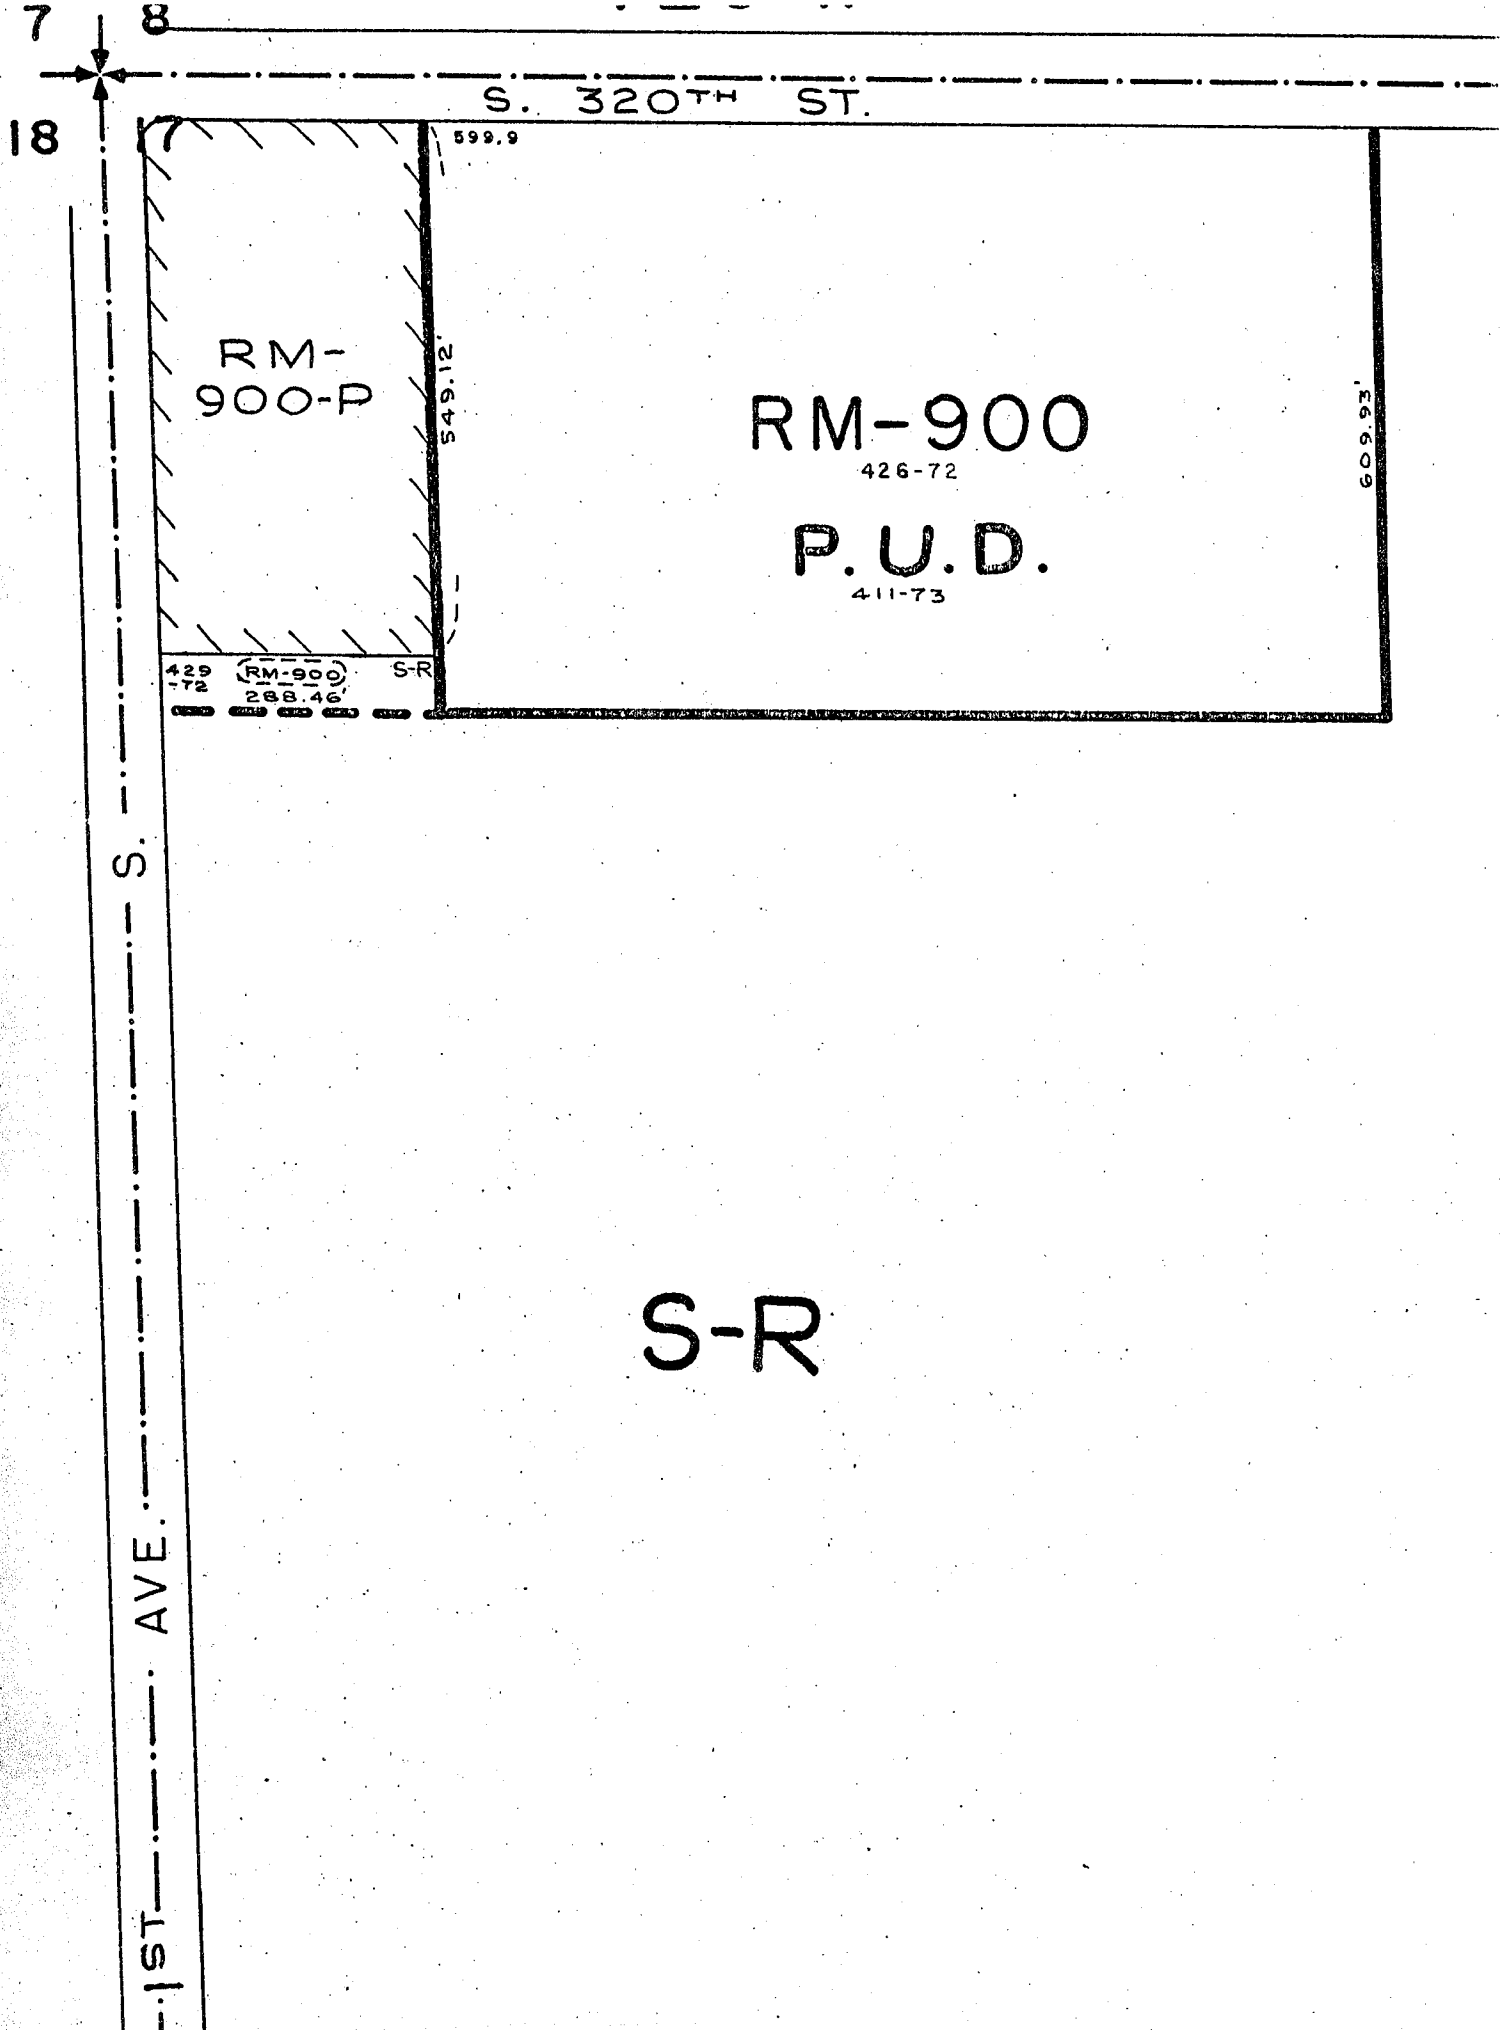 7 8
S. 320TH ST.
18 17
599.9
RM-
900-P
549.12'
RM-900
426-72
P.U.D.
411-73
609.93'
429
-72
(RM-900)
288.46'
S-R
S-R
1ST AVE. S.